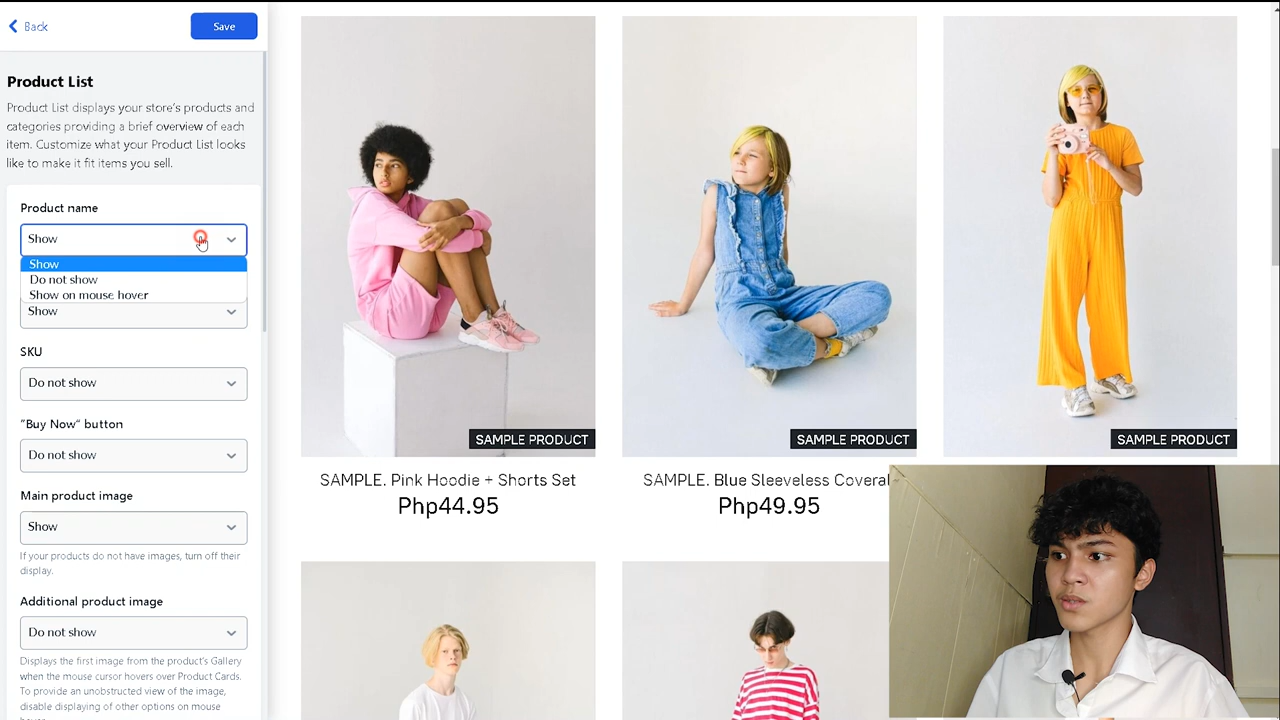 Back
Save
Product List
Product List displays your store's products and
categories providing a brief overview of each
item. Customize what your Product List looks
like to make it fit items you sell.
Product name
Show
Show
Do not show
Show on mouse hover
Show
SKU
Do not show
"Buy Now" button
Do not show
Main product image
Show
If your products do not have images, turn off their
display.
Additional product image
Do not show
Displays the first image from the product's Gallery
when the mouse cursor hovers over Product Cards.
To provide an unobstructed view of the image,
other options on mouse
SAMPLE PRODUCT
SAMPLE PRODUCT
SAMPLE PRODUCT
SAMPLE. Pink Hoodie + Shorts Set
Php44.95
SAMPLE. Blue Sleeveless Coveral
Php49.95